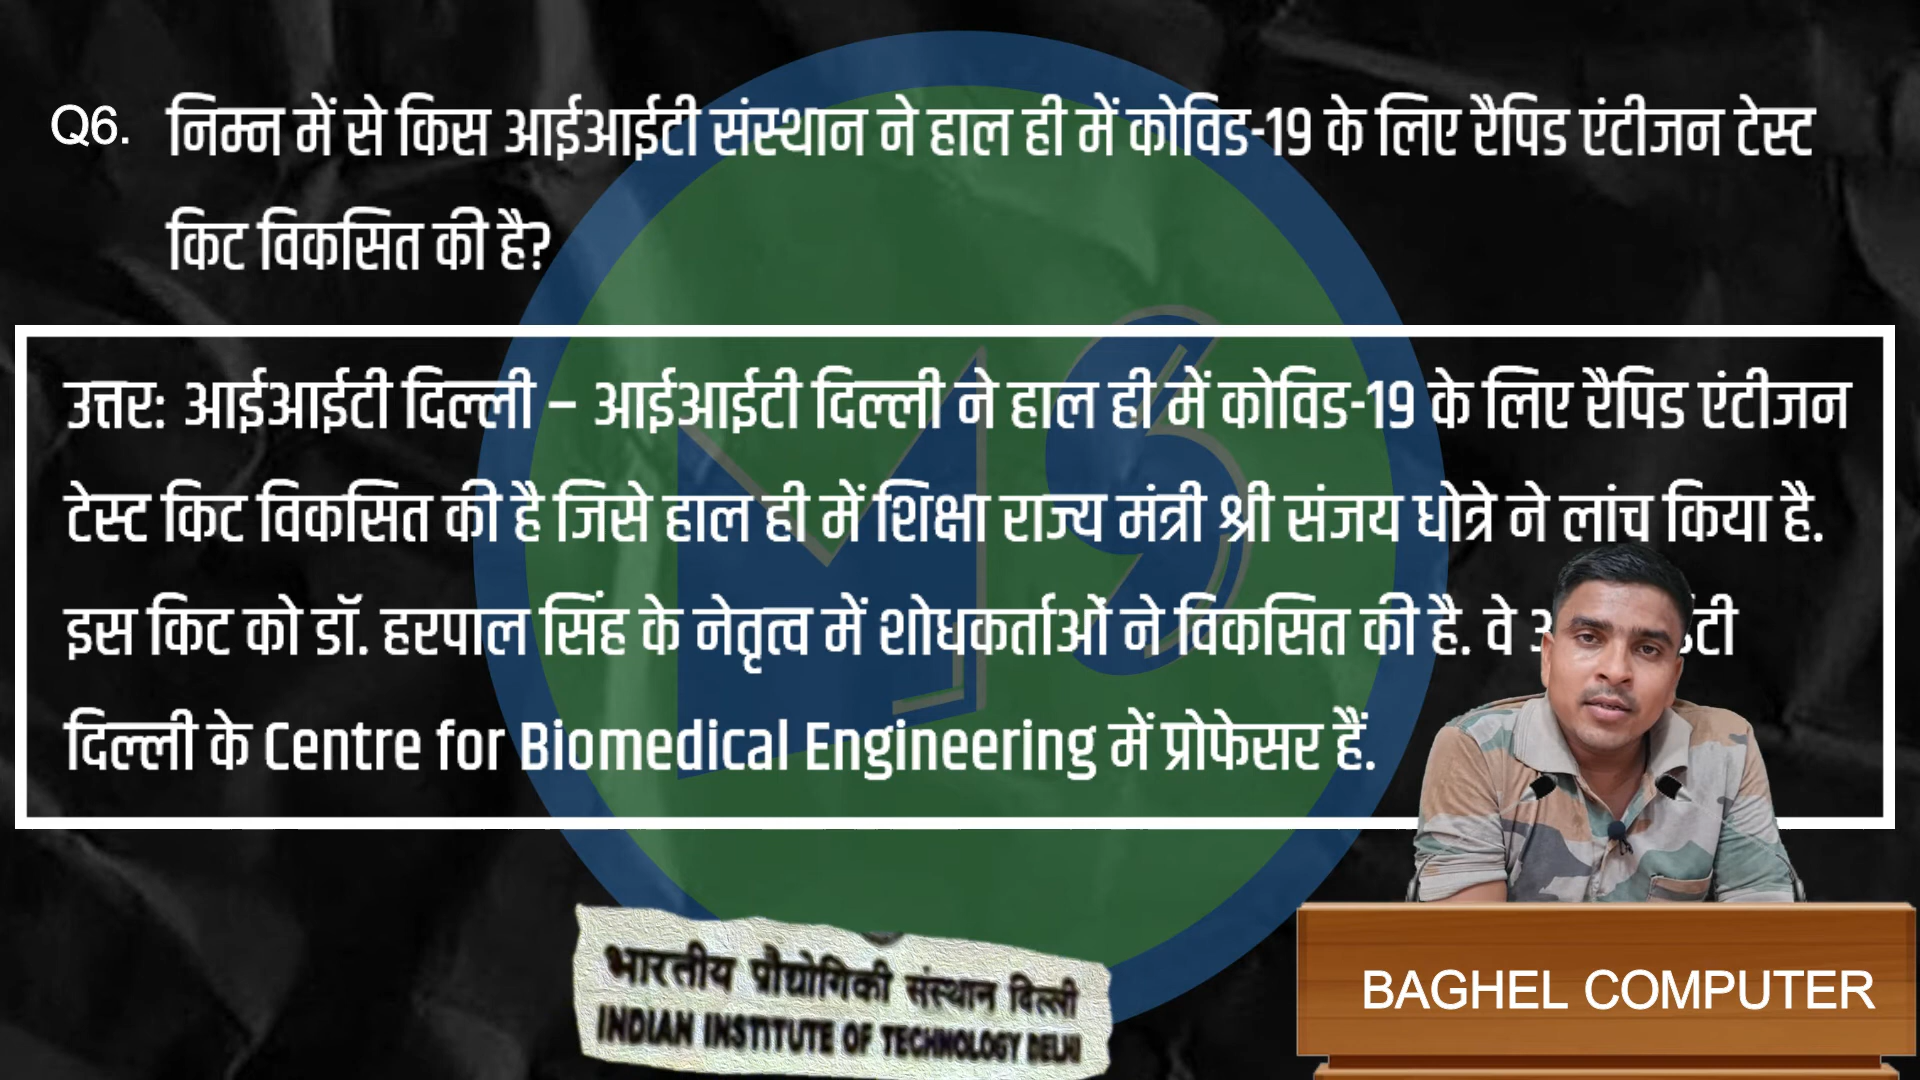 Q6. निम्न में से किस आईआईटी संस्थान ने हाल ही में कोविड-19 के लिए रैपिड एंटीजन टेस्ट
किट विकसित की है?
उत्तर: आईआईटी दिल्ली – आईआईटी दिल्ली ने हाल ही में कोविड-19 के लिए रैपिड एंटीजन
टेस्ट किट विकसित की है जिसे हाल ही में शिक्षा राज्य मंत्री श्री संजय धोत्रे ने लांच किया है.
इस किट को डॉ. हरपाल सिंह के नेतृत्व में शोधकर्ताओं ने विकसित की है. वे
दिल्ली के Centre for Biomedical Engineering में प्रोफेसर हैं.
भारतीय प्रौद्योगिकी संस्थान दिल्ली
INDIAN INSTITUTE OF TECHNOLOGY DELHI
BAGHEL COMPUTER